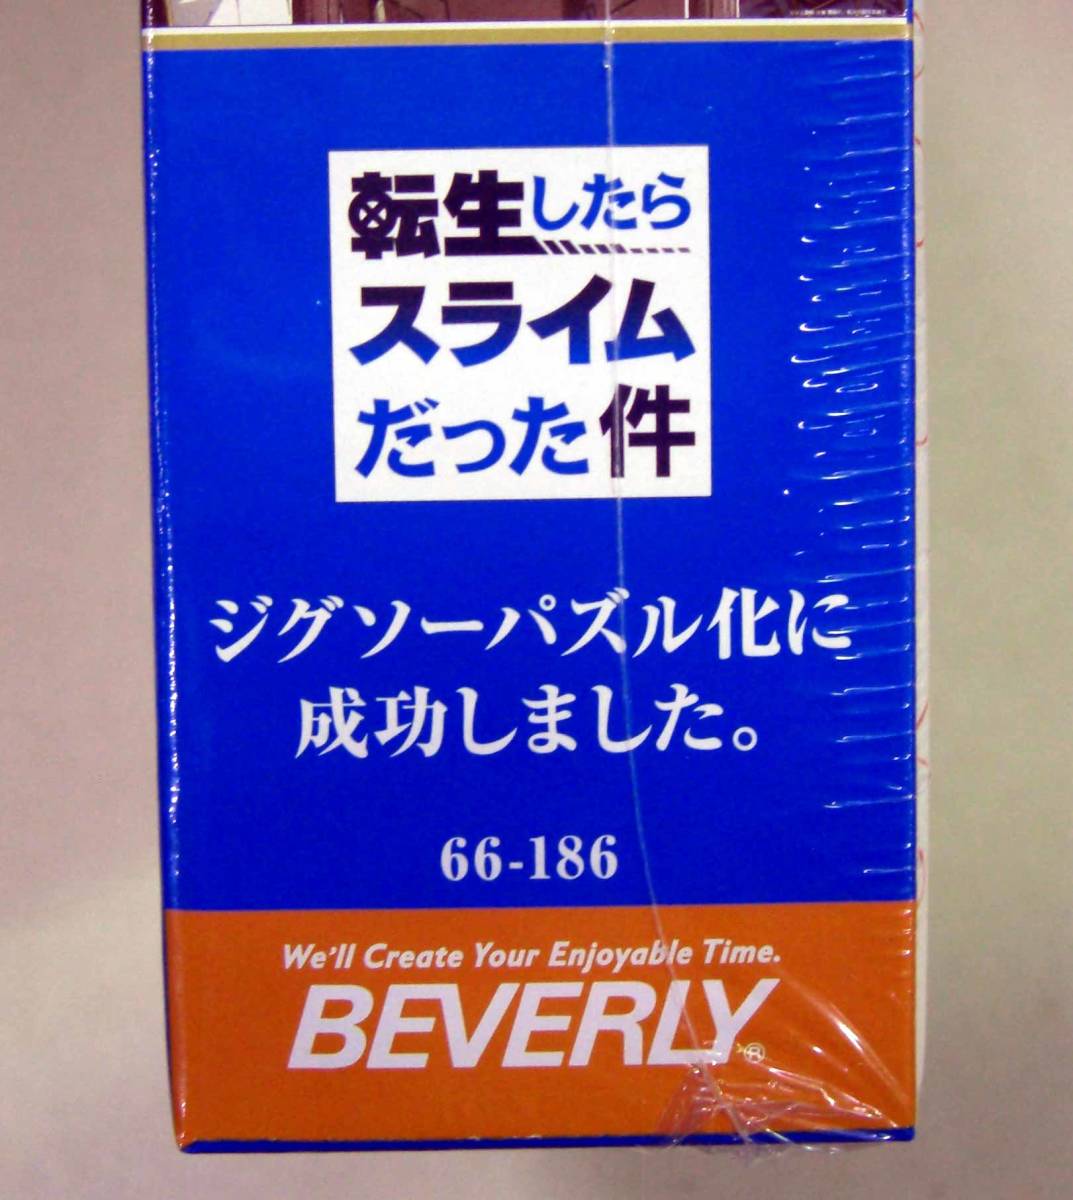 転生したら
スライム
だった件
ジグソーパズル化に
成功しました。
66-186
We'll Create Your Enjoyable Time.
BEVERLY®